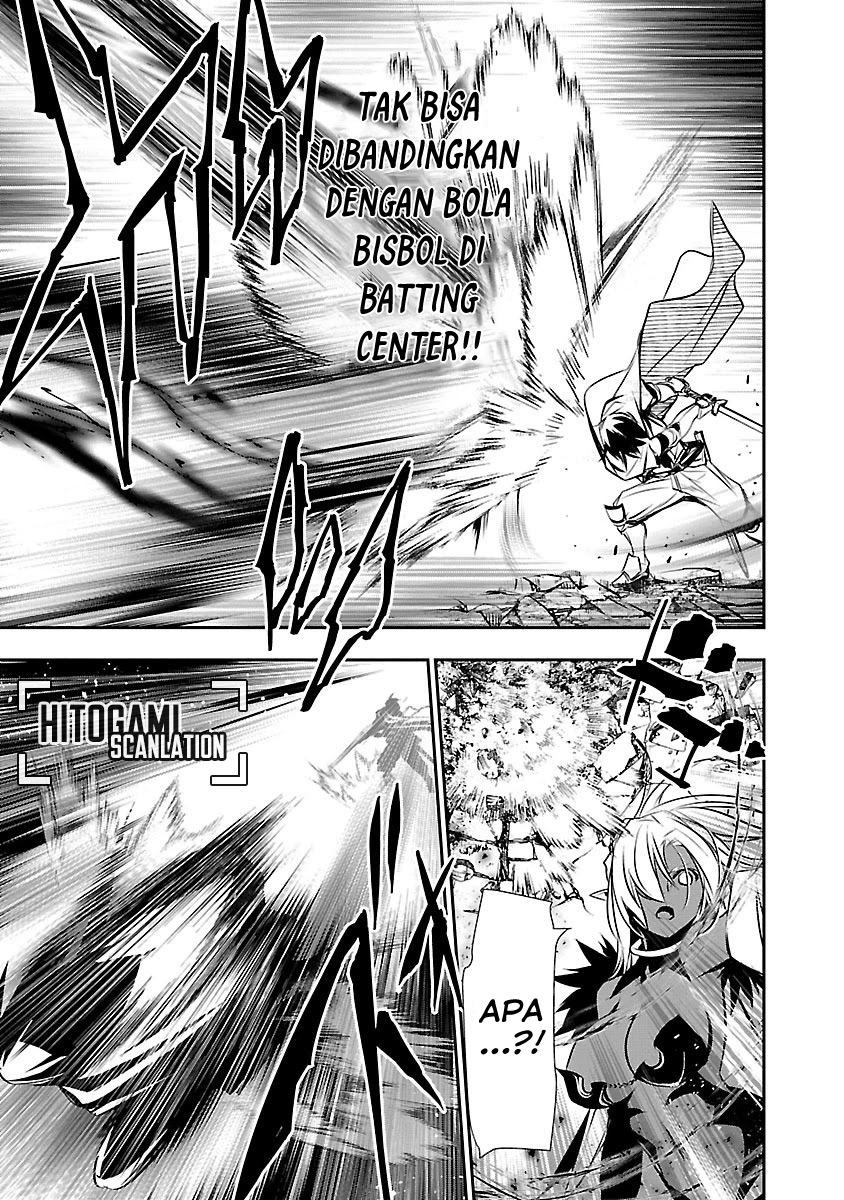 TAK BISA
DIBANDINGKAN
DENGAN BOLA
BISBOL DI
BATTING
CENTER!!
HITOGAMI
SCANLATION
APA
...?!